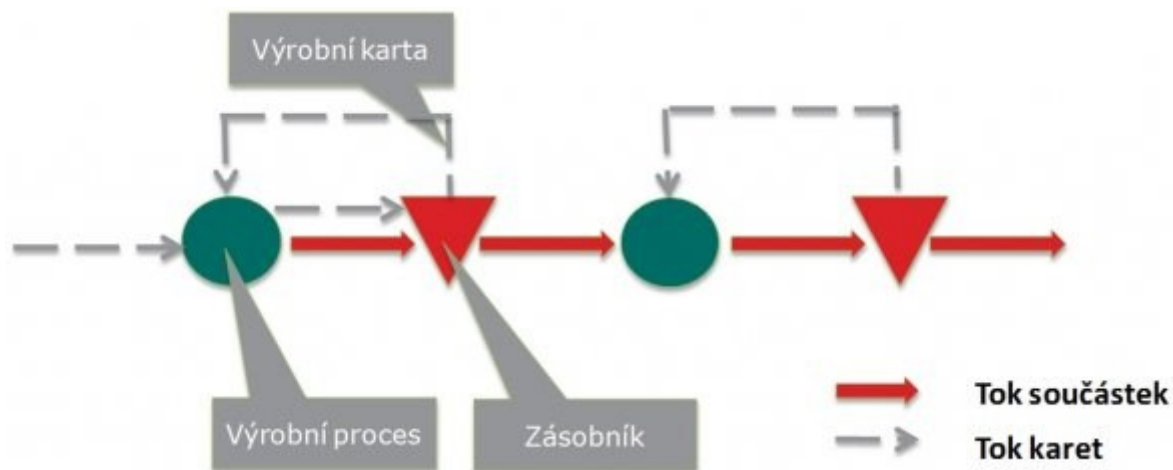 Výrobní karta
Výrobní proces
Zásobník
Tok součástek
Tok karet